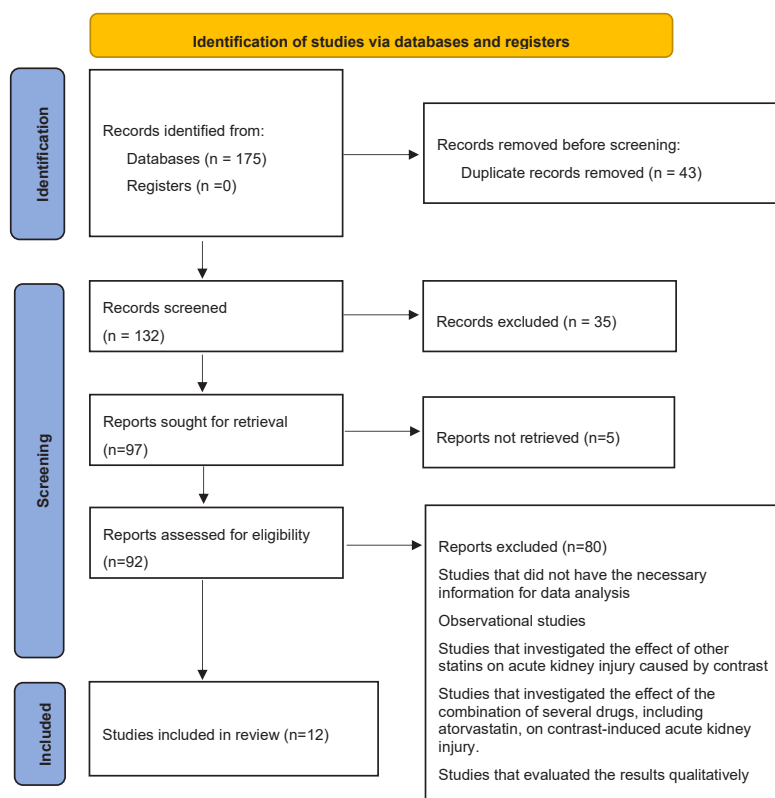 Identification of studies via databases and registers
Identification
Records identified from:
Databases (n = 175)
Registers (n =0)
Records removed before screening:
Duplicate records removed (n = 43)
Screening
Records screened
(n = 132)
Records excluded (n = 35)
Reports sought for retrieval
(n=97)
Reports not retrieved (n=5)
Reports assessed for eligibility
(n=92)
Reports excluded (n=80)
Studies that did not have the necessary
information for data analysis
Observational studies
Studies that investigated the effect of other
statins on acute kidney injury caused by contrast
Studies that investigated the effect of the
combination of several drugs, including
atorvastatin, on contrast-induced acute kidney
injury.
Studies that evaluated the results qualitatively
Included
Studies included in review (n=12)